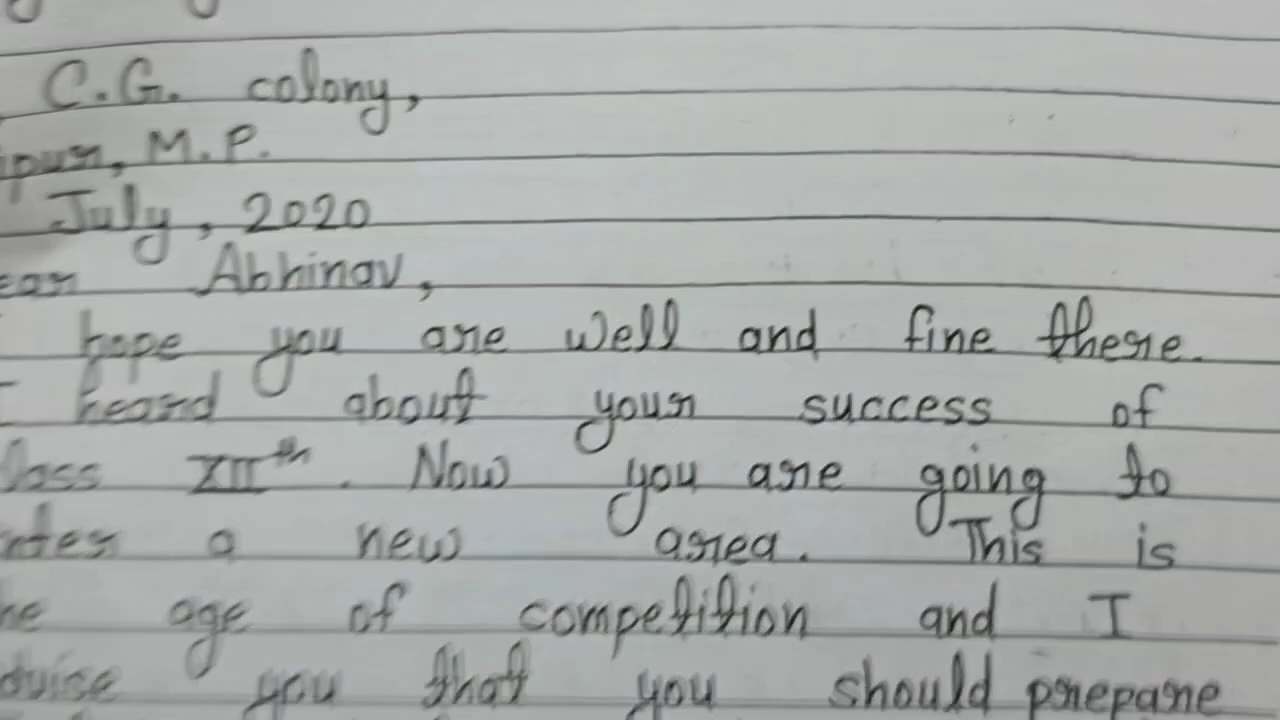 C.G. colony,
M.P.
July, 2020
Abhinav,
hope you are well and fine there.
I heard about your success of
XIIth. Now you are going to
a new area. This is
age of competition and I
you that you should prepare